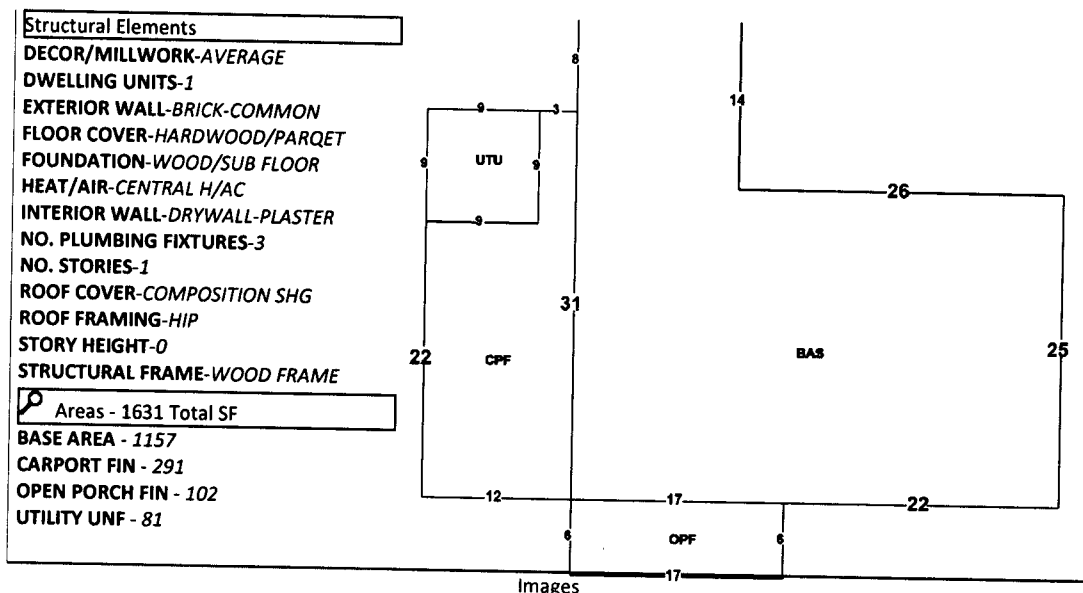 Structural Elements
DECOR/MILLWORK-AVERAGE
DWELLING UNITS-1
EXTERIOR WALL-BRICK-COMMON
FLOOR COVER-HARDWOOD/PARQET
FOUNDATION-WOOD/SUB FLOOR
HEAT/AIR-CENTRAL H/AC
INTERIOR WALL-DRYWALL-PLASTER
NO. PLUMBING FIXTURES-3
NO. STORIES-1
ROOF COVER-COMPOSITION SHG
ROOF FRAMING-HIP
STORY HEIGHT-0
STRUCTURAL FRAME-WOOD FRAME
Areas - 1631 Total SF
BASE AREA - 1157
CARPORT FIN - 291
OPEN PORCH FIN - 102
UTILITY UNF - 81
8
14
9 3
9 UTU 9
26
9
31
22 CPF BAS 25
12 17 22
6 OPF 6
17
Images